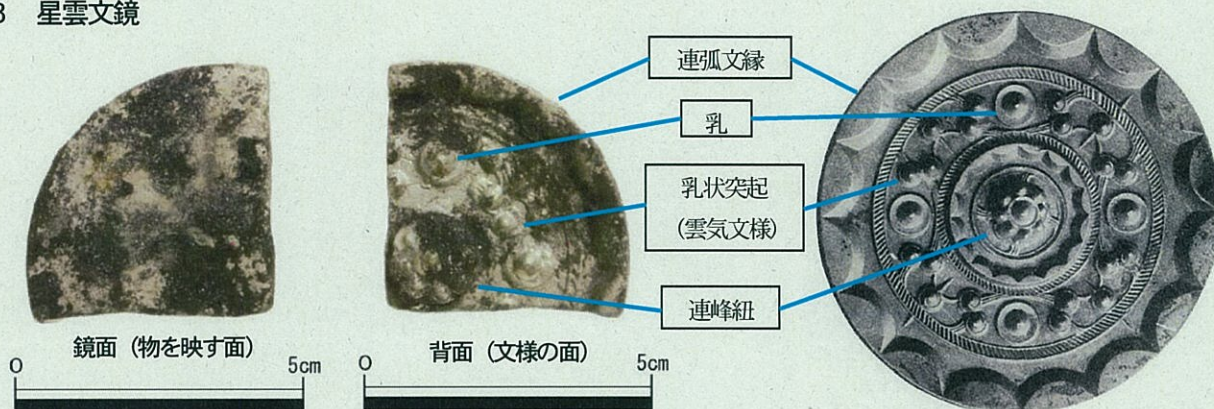 3 星雲文鏡
連弧文縁
乳
乳状突起
(雲気文様)
連峰紐
鏡面 (物を映す面)
背面 (文様の面)
0 5cm
0 5cm